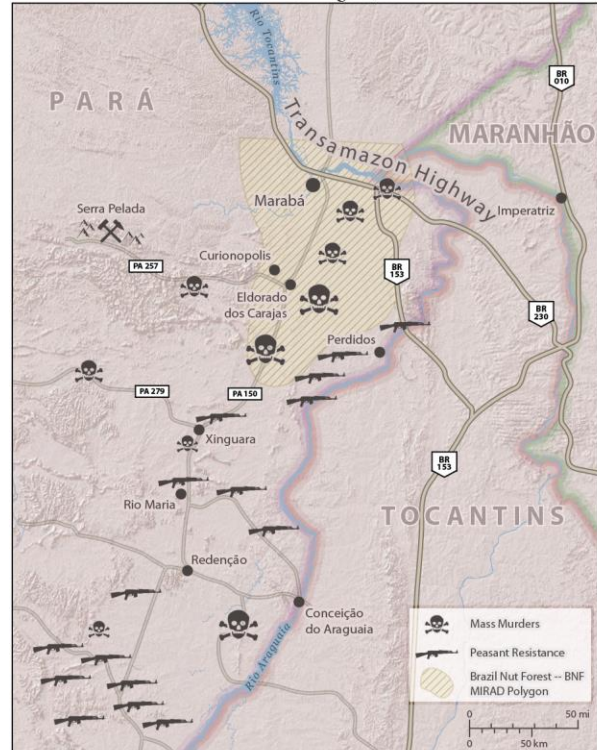 Rio Tocantins
BR
010
PARÁ
Transamazon Highway
MARANHÃO
Marabá
Imperatriz
Serra Pelada
Curionopolis
PA 257
BR
153
Eldorado
dos Carajas
BR
230
Perdidos
PA 279
PA 150
Xinguara
BR
153
Rio Maria
TOCANTINS
Redenção
Conceição
do Araguaia
Rio Araguaia
Mass Murders
Peasant Resistance
Brazil Nut Forest -- BNF
MIRAD Polygon
0 50 mi
0 50 km